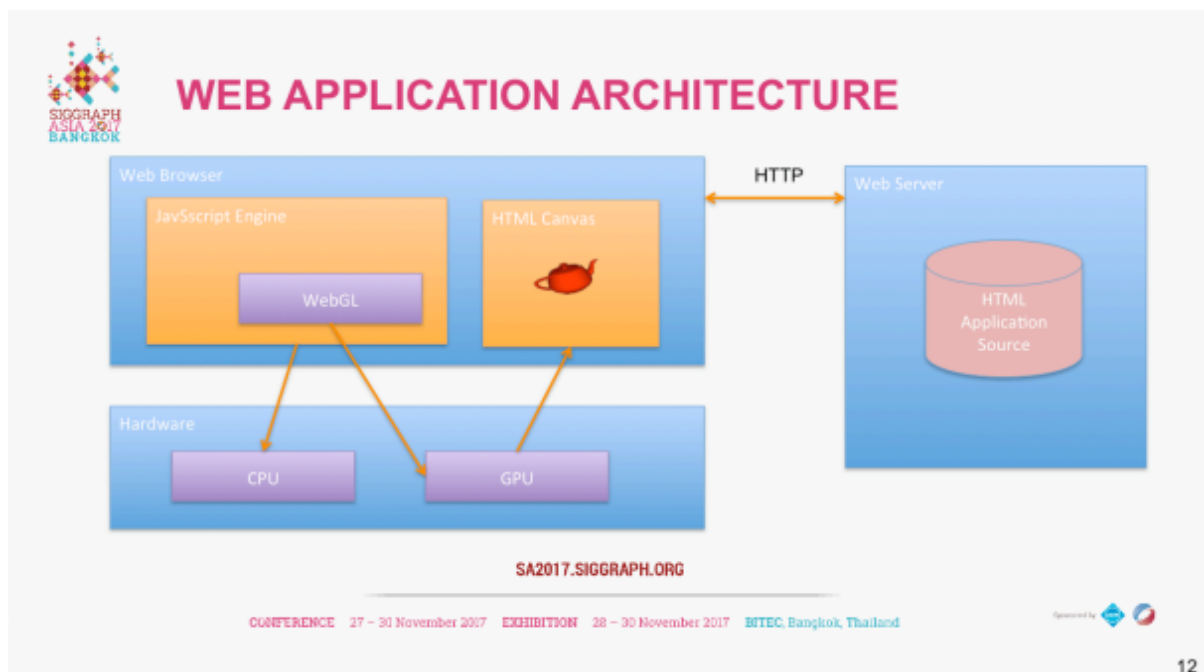 SIGGRAPH
ASIA 2017
BANGKOK
WEB APPLICATION ARCHITECTURE
Web Browser
JavSscript Engine
WebGL
HTML Canvas
HTTP
Web Server
HTML
Application
Source
Hardware
CPU
GPU
SA2017.SIGGRAPH.ORG
CONFERENCE 27 – 30 November 2017 EXHIBITION 28 – 30 November 2017 BITEC, Bangkok, Thailand
Sponsored by
12